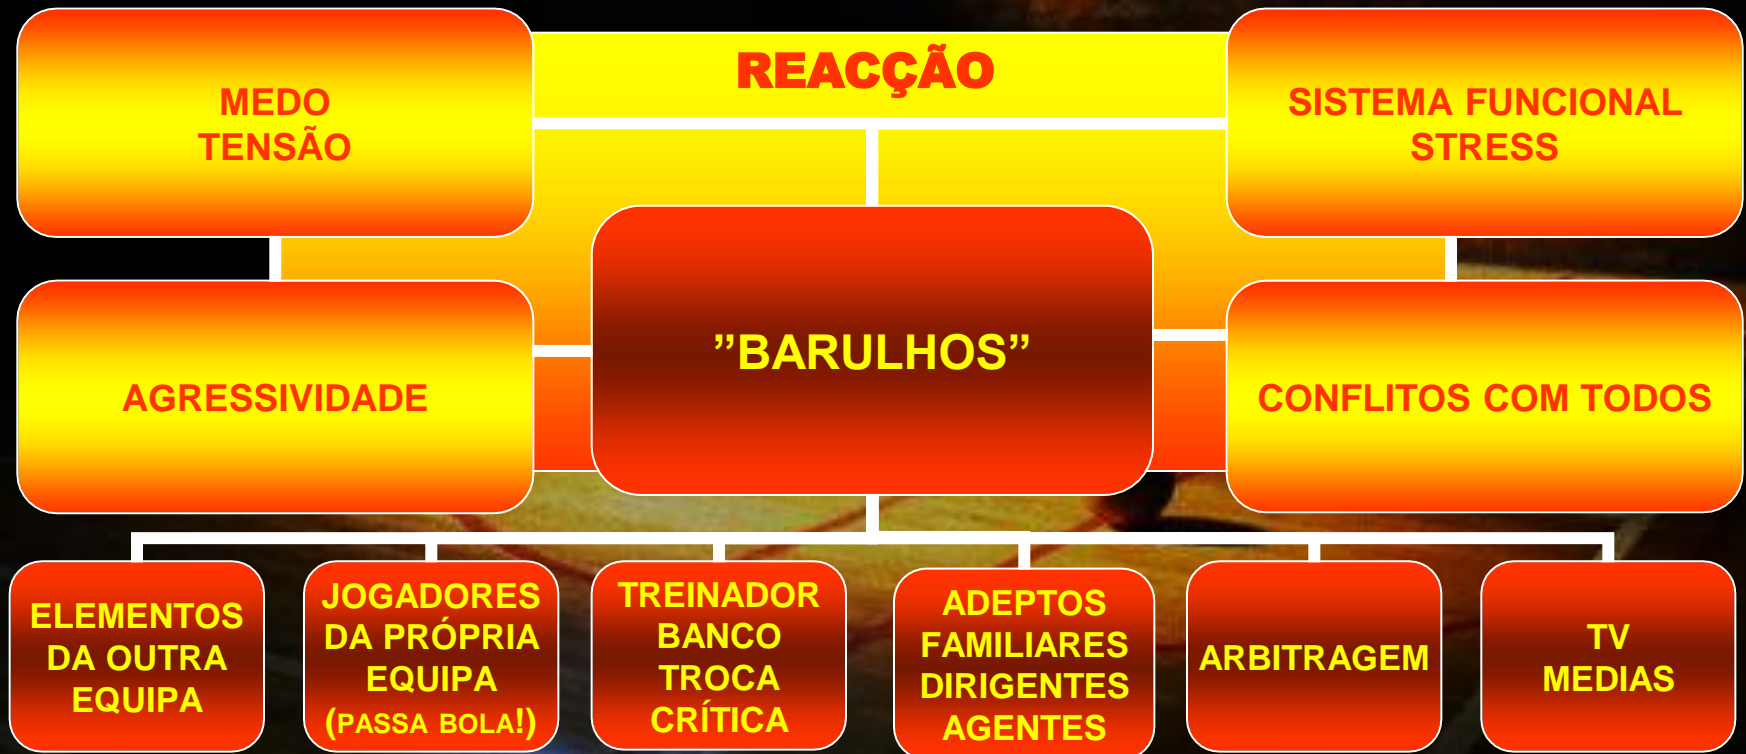 REACÇÃO
MEDO
TENSÃO
SISTEMA FUNCIONAL
STRESS
”BARULHOS”
AGRESSIVIDADE
CONFLITOS COM TODOS
ELEMENTOS
DA OUTRA
EQUIPA
JOGADORES
DA PRÓPRIA
EQUIPA
(PASSA BOLA!)
TREINADOR
BANCO
TROCA
CRÍTICA
ADEPTOS
FAMILIARES
DIRIGENTES
AGENTES
ARBITRAGEM
TV
MEDIAS